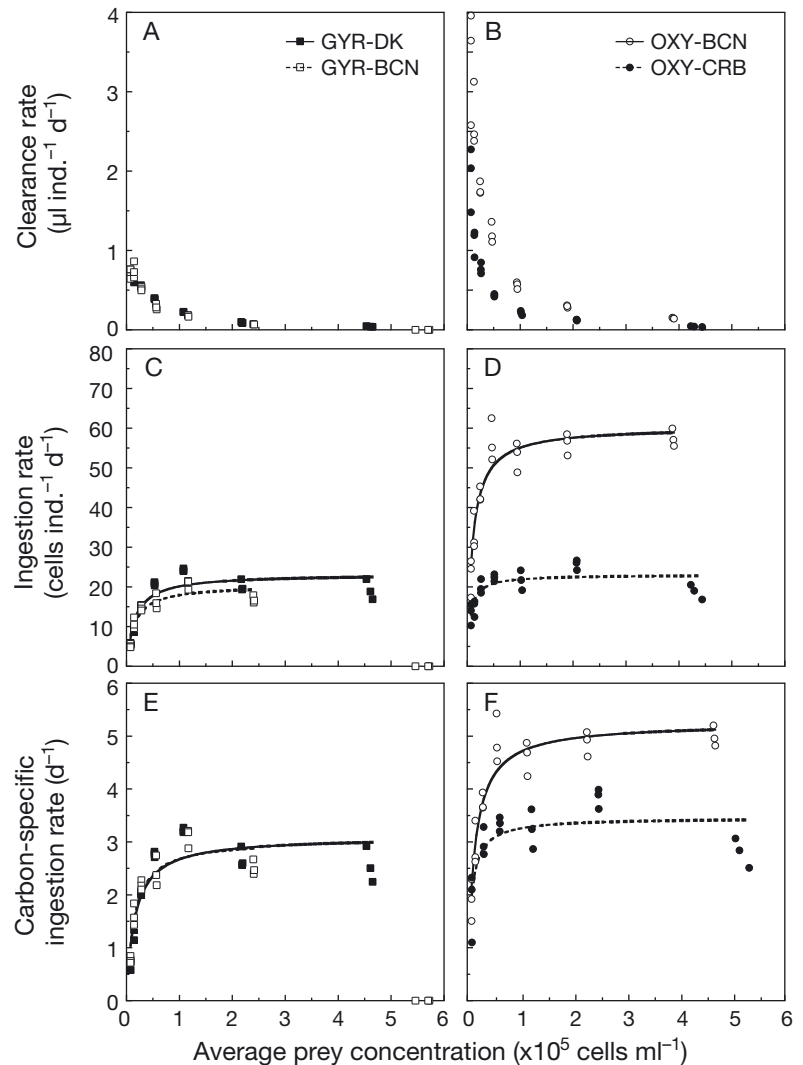 A
GYR-DK
GYR-BCN
B
OXY-BCN
OXY-CRB
4
3
2
1
0
Clearance rate
(µl ind.⁻¹ d⁻¹)
C
D
80
70
60
50
40
30
20
10
0
Ingestion rate
(cells ind.⁻¹ d⁻¹)
E
F
6
5
4
3
2
1
0
Carbon-specific
ingestion rate (d⁻¹)
0 1 2 3 4 5 6
0 1 2 3 4 5 6
Average prey concentration (x10⁵ cells ml⁻¹)